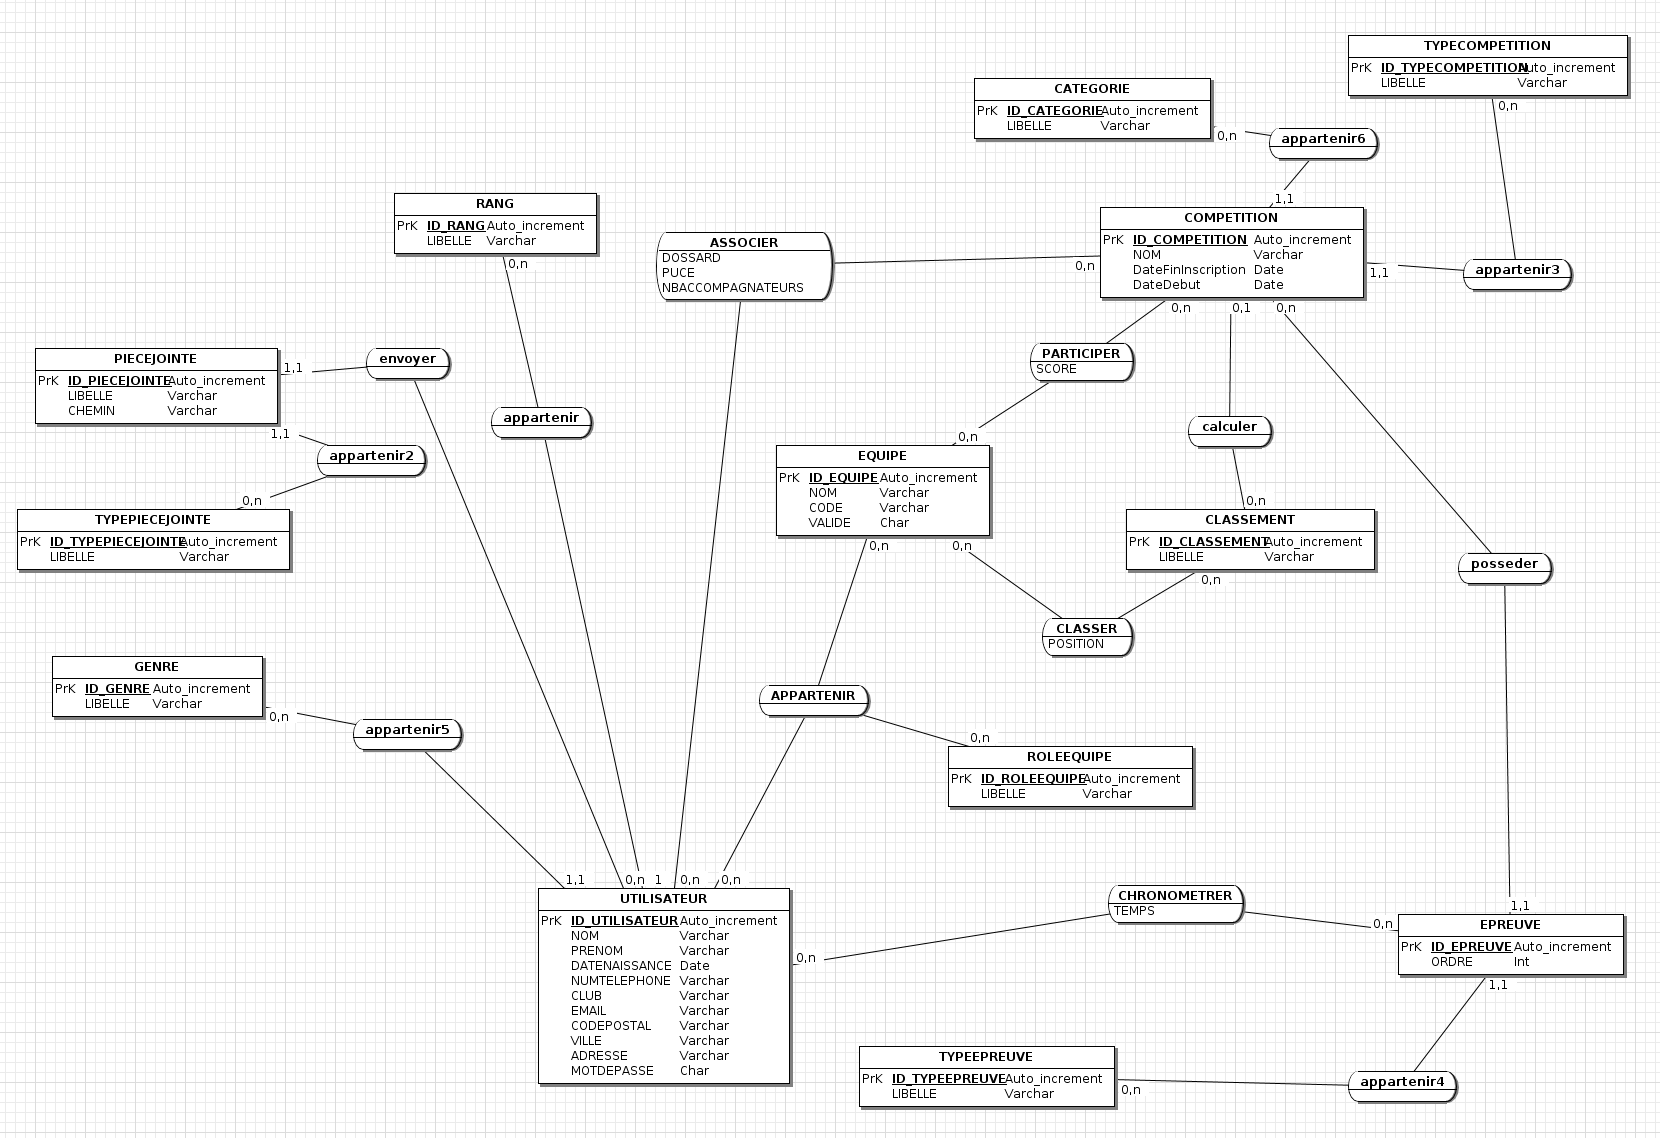 TYPECOMPETITION
PrK ID_TYPECOMPETITION Auto_increment
LIBELLE Varchar
0,n
CATEGORIE
PrK ID_CATEGORIE Auto_increment
LIBELLE Varchar
0,n
appartenir6
1,1
RANG
PrK ID_RANG Auto_increment
LIBELLE Varchar
0,n
ASSOCIER
DOSSARD
PUCE
NBACCOMPAGNATEURS
COMPETITION
PrK ID_COMPETITION Auto_increment
NOM Varchar
DateFinInscription Date
DateDebut Date
0,n
1,1
appartenir3
0,n
0,1
0,n
PIECEJOINTE
PrK ID_PIECEJOINTE Auto_increment
LIBELLE Varchar
CHEMIN Varchar
1,1
envoyer
PARTICIPER
SCORE
appartenir
calculer
1,1
appartenir2
0,n
0,n
EQUIPE
PrK ID_EQUIPE Auto_increment
NOM Varchar
CODE Varchar
VALIDE Char
0,n
0,n
TYPEPIECEJOINTE
PrK ID_TYPEPIECEJOINTE Auto_increment
LIBELLE Varchar
0,n
CLASSEMENT
PrK ID_CLASSEMENT Auto_increment
LIBELLE Varchar
0,n
posseder
CLASSER
POSITION
GENRE
PrK ID_GENRE Auto_increment
LIBELLE Varchar
0,n
appartenir5
APPARTENIR
0,n
ROLEEQUIPE
PrK ID_ROLEEQUIPE Auto_increment
LIBELLE Varchar
1,1
0,n
1
0,n
0,n
UTILISATEUR
PrK ID_UTILISATEUR Auto_increment
NOM Varchar
PRENOM Varchar
DATENAISSANCE Date
NUMTELEPHONE Varchar
CLUB Varchar
EMAIL Varchar
CODEPOSTAL Varchar
VILLE Varchar
ADRESSE Varchar
MOTDEPASSE Char
0,n
CHRONOMETRER
TEMPS
0,n
1,1
EPREUVE
PrK ID_EPREUVE Auto_increment
ORDRE Int
1,1
TYPEEPREUVE
PrK ID_TYPEEPREUVE Auto_increment
LIBELLE Varchar
0,n
appartenir4